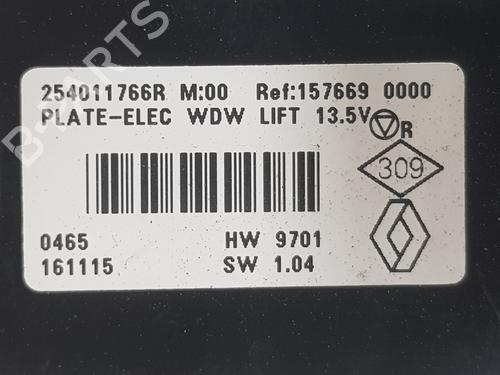 254011766R M:00 Ref:157669 0000
PLATE-ELEC WDW LIFT 13.5V
R
309
0465 HW 9701
161115 SW 1.04
B-PARTS